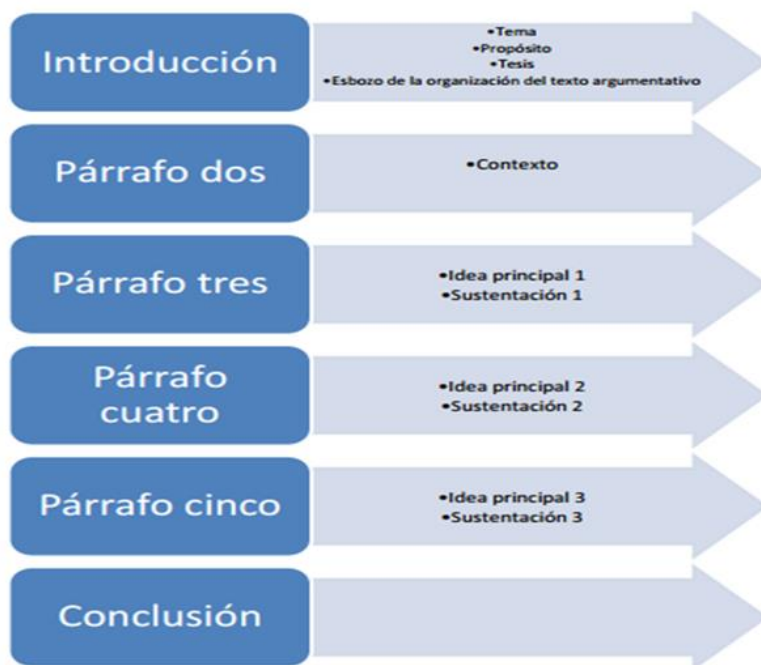 Introducción
•Tema
•Propósito
•Tesis
•Esbozo de la organización del texto argumentativo
Párrafo dos
•Contexto
Párrafo tres
•Idea principal 1
•Sustentación 1
Párrafo
cuatro
•Idea principal 2
•Sustentación 2
Párrafo cinco
•Idea principal 3
•Sustentación 3
Conclusión